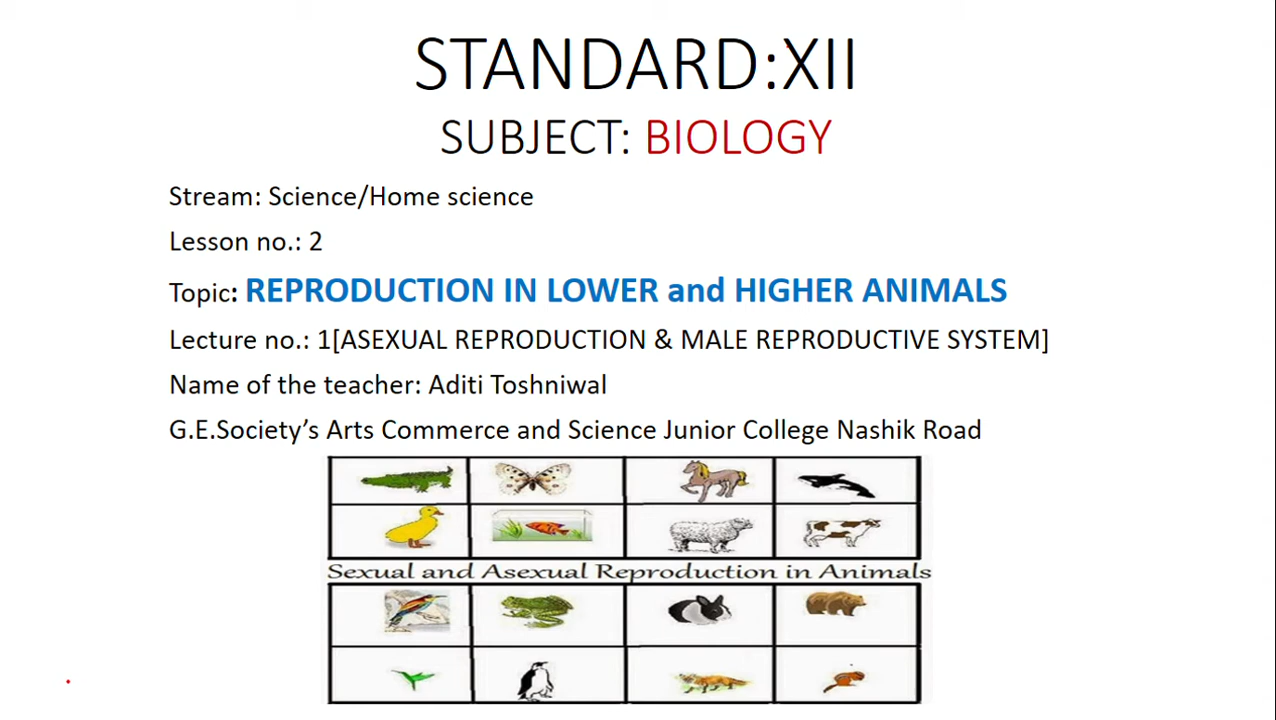 STANDARD:XII
SUBJECT: BIOLOGY
Stream: Science/Home science
Lesson no.: 2
Topic: REPRODUCTION IN LOWER and HIGHER ANIMALS
Lecture no.: 1[ASEXUAL REPRODUCTION & MALE REPRODUCTIVE SYSTEM]
Name of the teacher: Aditi Toshniwal
G.E.Society’s Arts Commerce and Science Junior College Nashik Road
Sexual and Asexual Reproduction in Animals